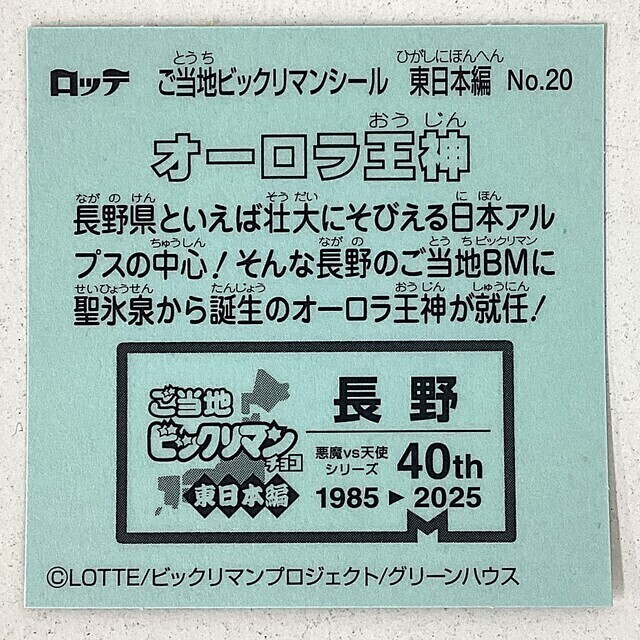 ロッテ ご当地ビックリマンシール 東日本編 No.20
とうち ひがしにほんへん
オーロラ王神
おうじん
長野県といえば壮大にそびえる日本アル
ながのけん そうだい にほん
プスの中心!そんな長野のご当地BMに
ちゅうしん ながの とうち ビックリマン
聖氷泉から誕生のオーロラ王神が就任!
せいひょうせん たんじょう おうじん しゅうにん
ご当地
ビックリマン
チョコ
東日本編
長野
悪魔vs天使
シリーズ 40th
1985 ▶ 2025
©LOTTE/ビックリマンプロジェクト/グリーンハウス